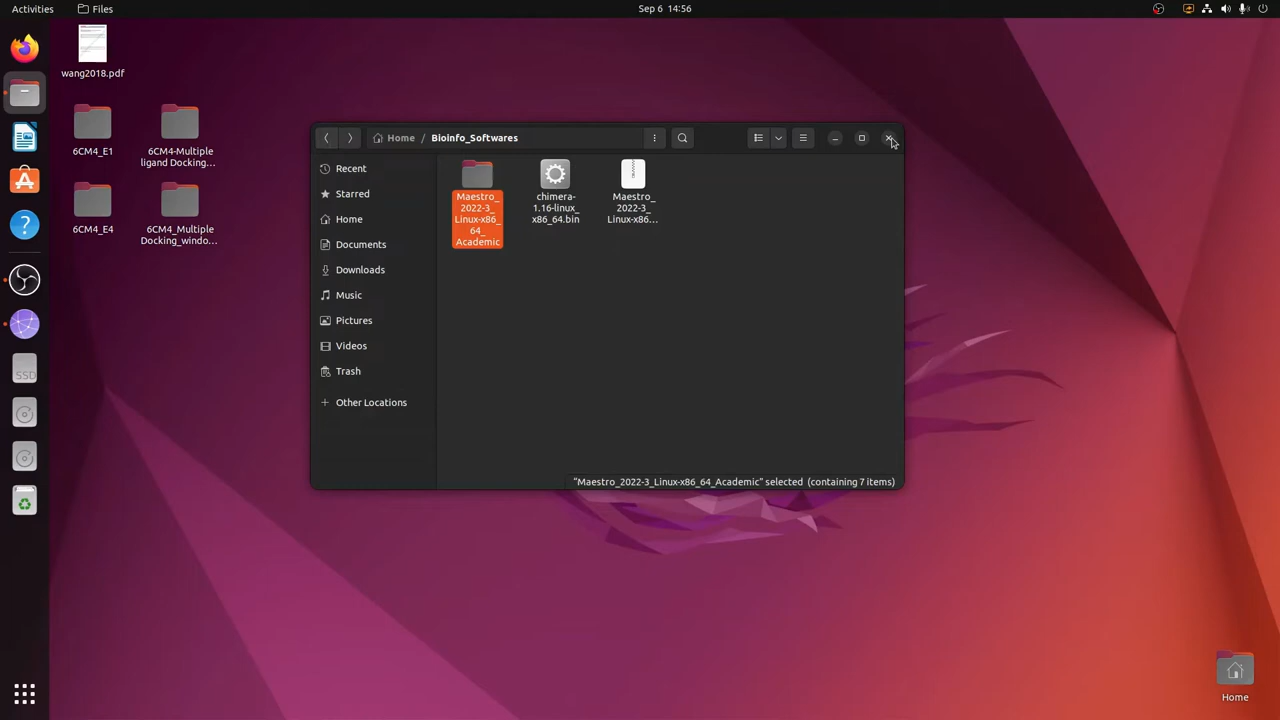 Activities
Files
Sep 6 14:56
wang2018.pdf
6CM4_E1
6CM4-Multiple
ligand Docking...
6CM4_E4
6CM4_Multiple
Docking_windo...
SSD
Home / Bioinfo_Softwares
Recent
Starred
Home
Documents
Downloads
Music
Pictures
Videos
Trash
+ Other Locations
Maestro_
2022-3_
Linux-x86_
64_
Academic
chimera-
1.16-linux_
x86_64.bin
Maestro_
2022-3_
Linux-x86...
"Maestro_2022-3_Linux-x86_64_Academic" selected (containing 7 items)
Home